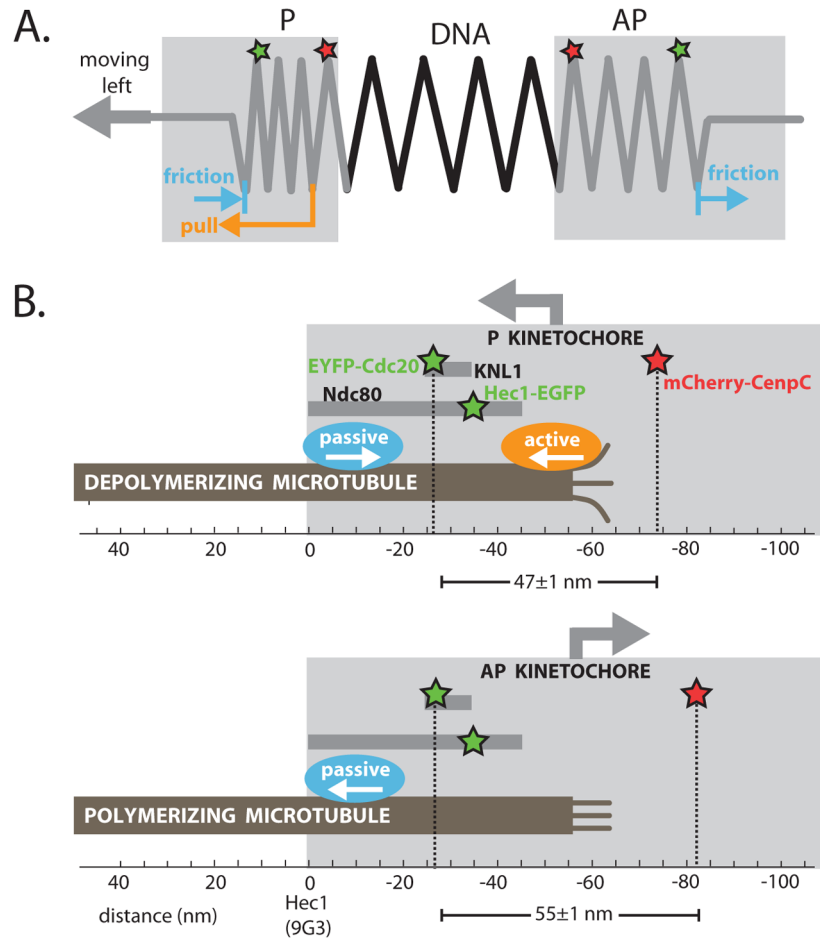 A.
P
DNA
AP
moving
left
friction
pull
friction
B.
P KINETOCHORE
EYFP-Cdc20
KNL1
mCherry-CenpC
Ndc80
Hec1-EGFP
passive
active
DEPOLYMERIZING MICROTUBULE
40 20 0 -20 -40 -60 -80 -100
47±1 nm
AP KINETOCHORE
passive
POLYMERIZING MICROTUBULE
40 20 0 -20 -40 -60 -80 -100
distance (nm)
Hec1
(9G3)
55±1 nm